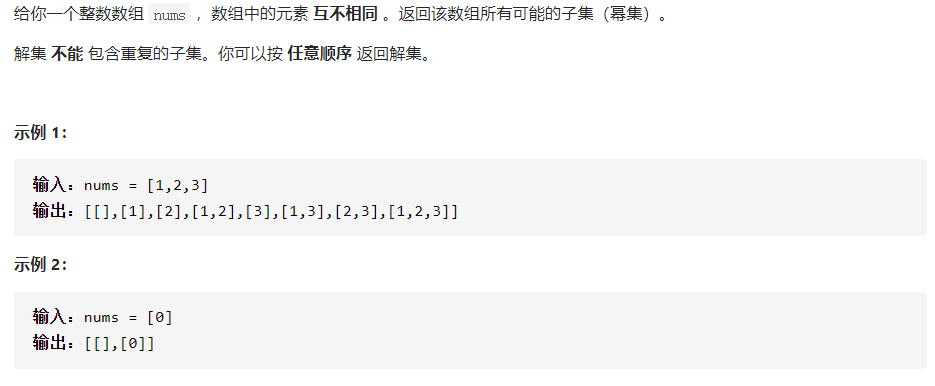 给你一个整数数组 nums ，数组中的元素 互不相同 。返回该数组所有可能的子集（幂集）。
解集 不能 包含重复的子集。你可以按 任意顺序 返回解集。
示例 1：
输入：nums = [1,2,3]
输出：[[],[1],[2],[1,2],[3],[1,3],[2,3],[1,2,3]]
示例 2：
输入：nums = [0]
输出：[[],[0]]